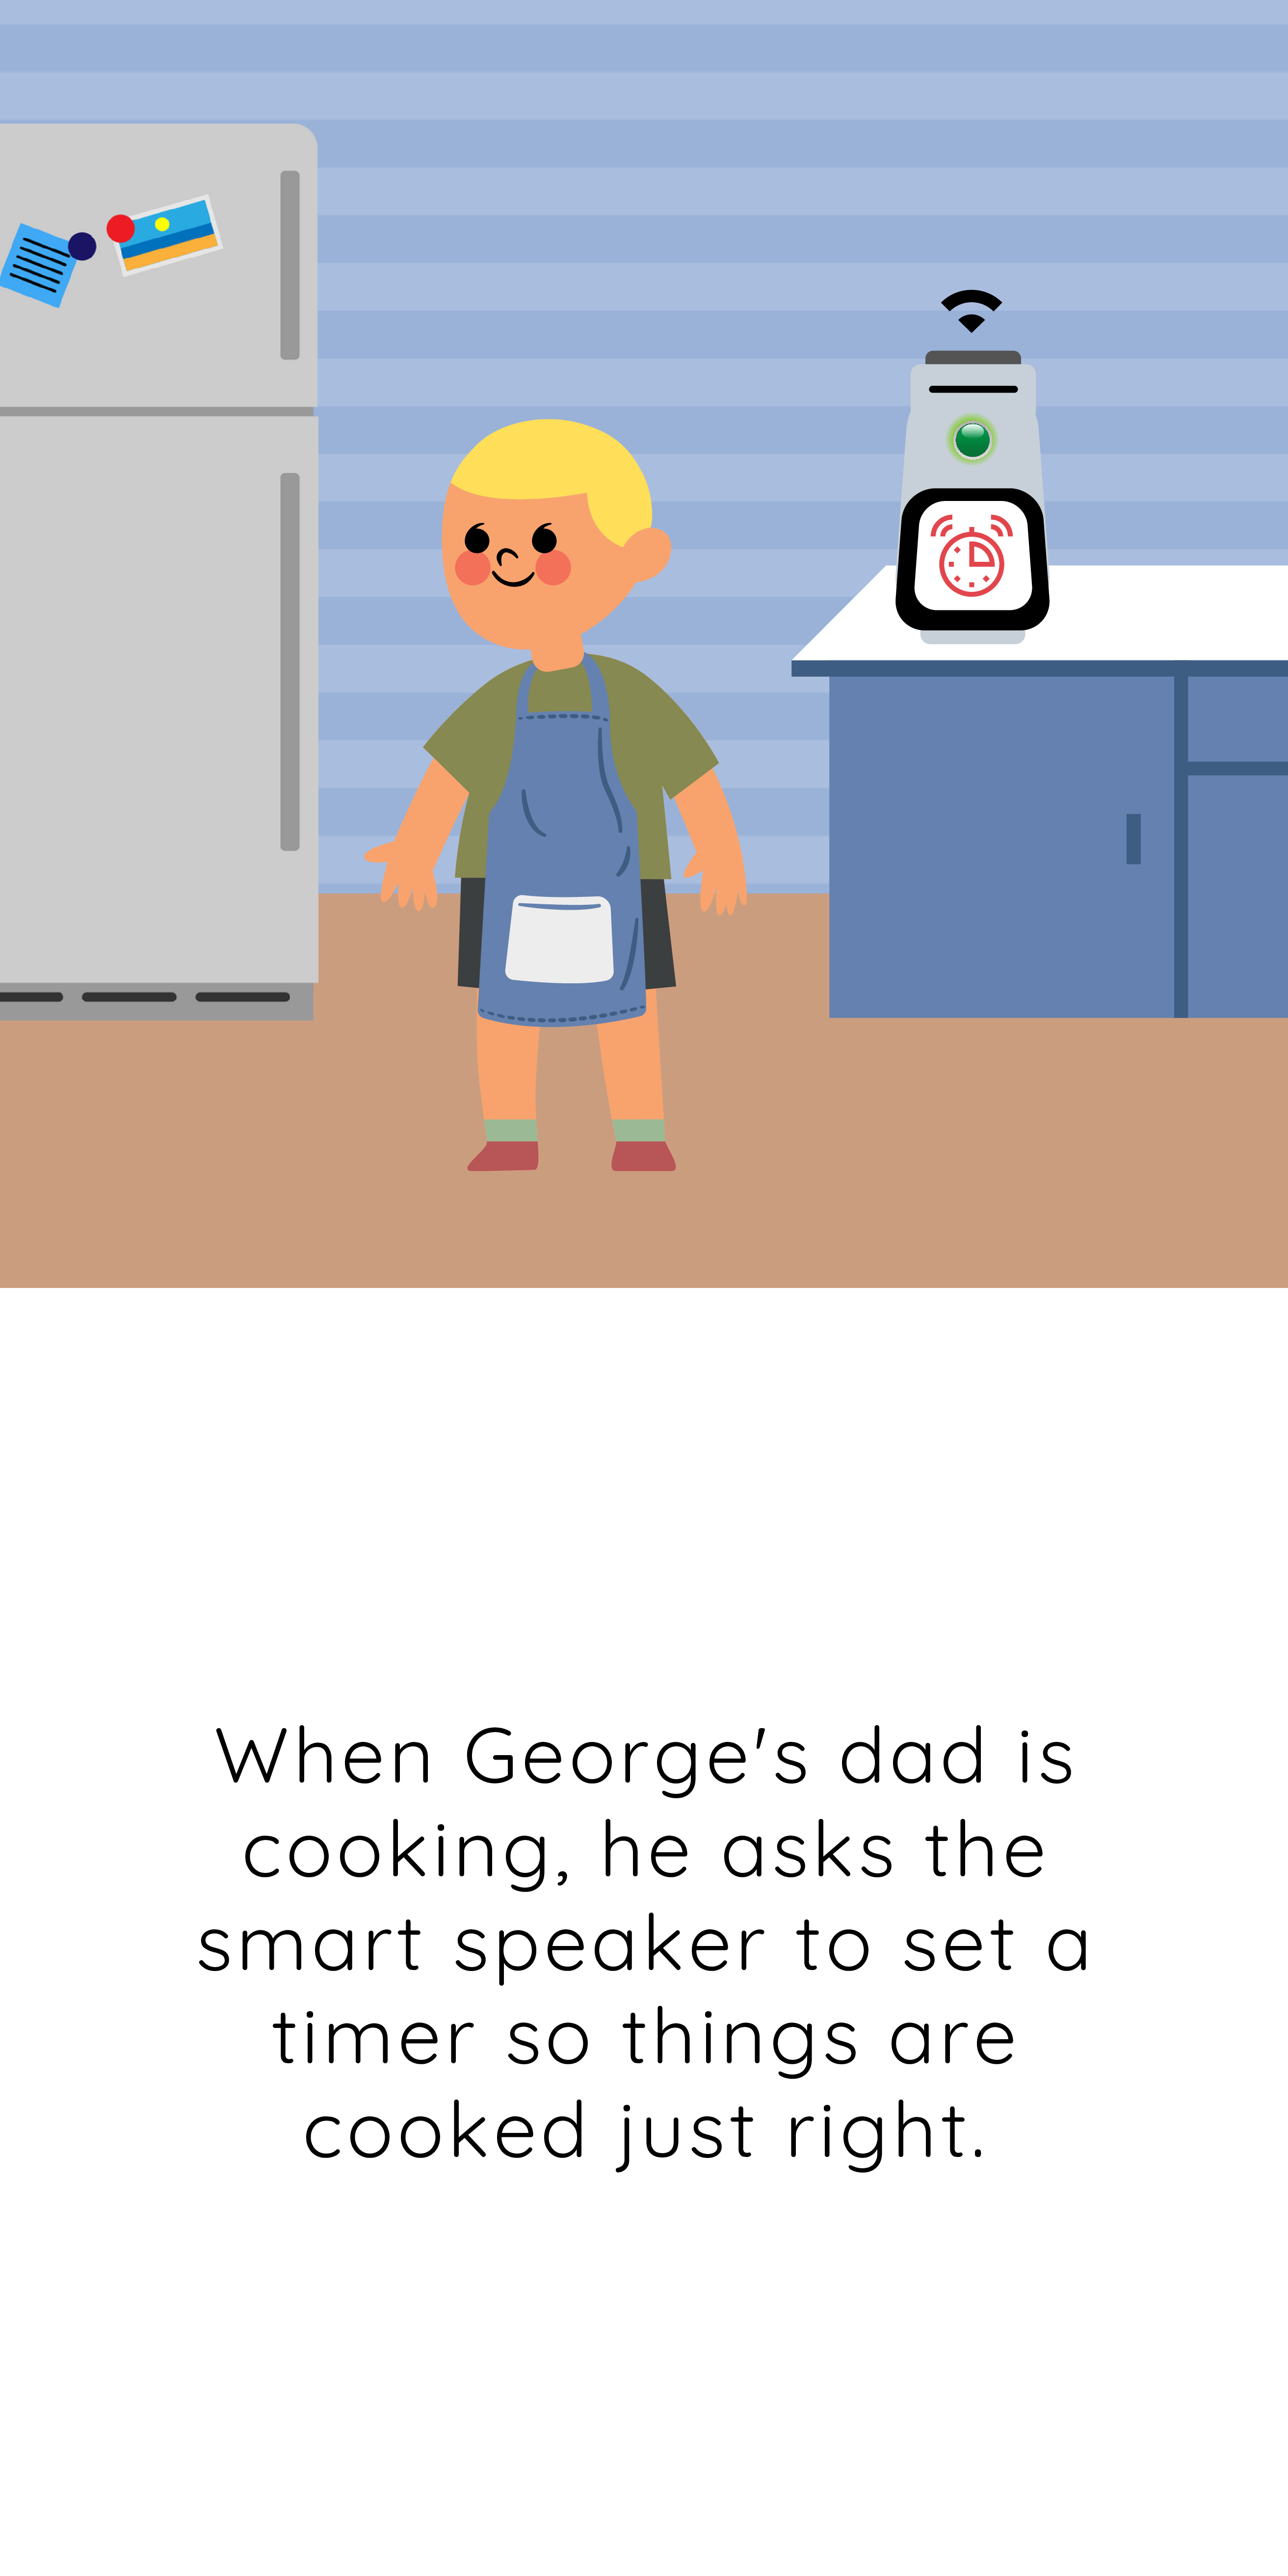 When George's dad is
cooking, he asks the
smart speaker to set a
timer so things are
cooked just right.